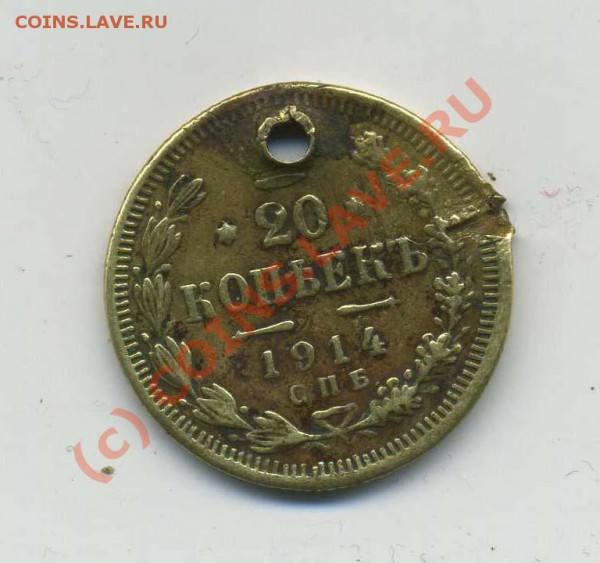 COINS.LAVE.RU
20
КОПѢЕКЪ
1914
СПБ
(c) COINS.LAVE.RU